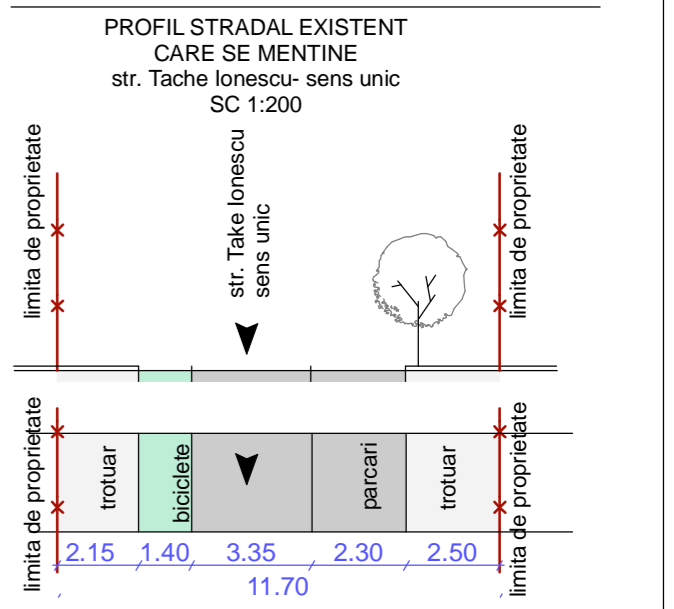 PROFIL STRADAL EXISTENT
CARE SE MENTINE
str. Tache Ionescu- sens unic
SC 1:200
limita de proprietate
str. Take Ionescu
sens unic
limita de proprietate
limita de proprietate
trotuar
biciclete
parcari
trotuar
limita de proprietate
2.15 1.40 3.35 2.30 2.50
11.70